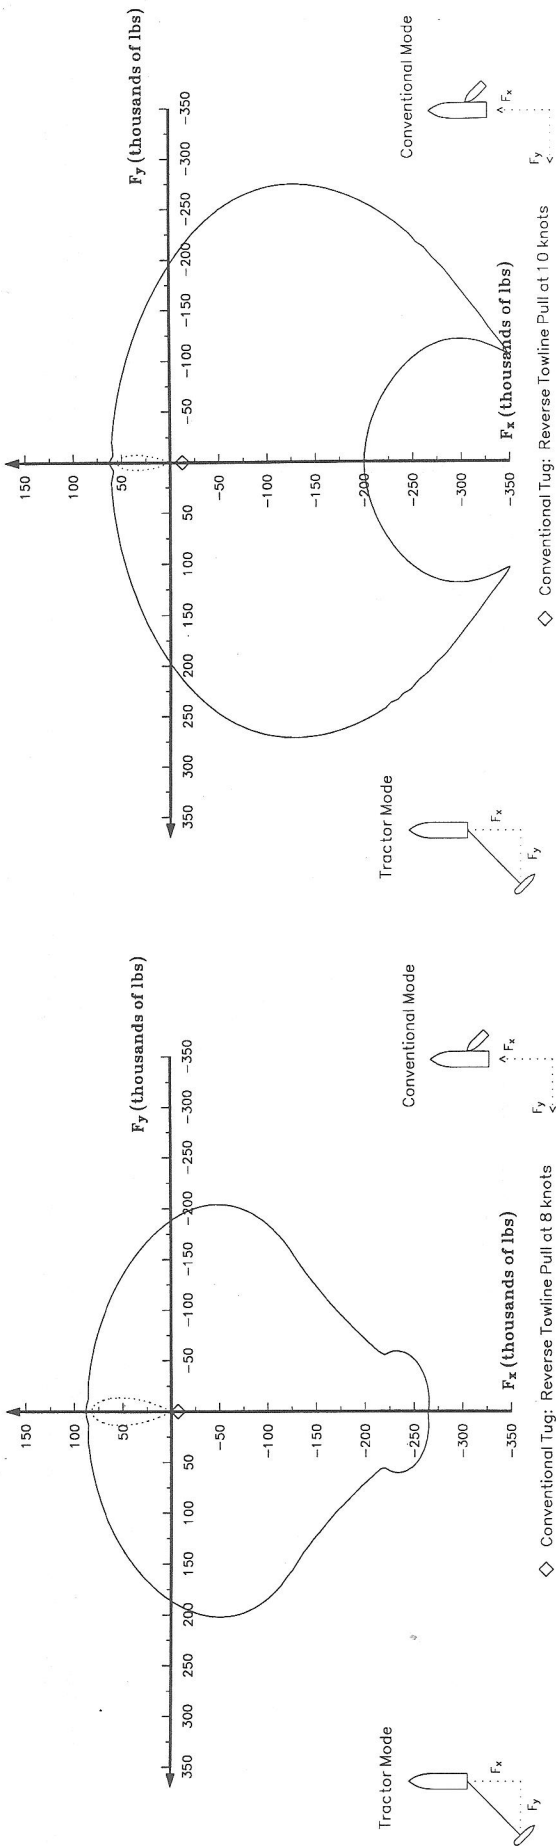 Fy (thousands of lbs)
150
100
50
350 300 250 200 150 100 50 -50 -100 -150 -200 -250 -300 -350
-50
-100
-150
-200
-250
-300
-350
Fx (thousands of lbs)
Tractor Mode
Fx
Fy
Conventional Mode
Fx
Fy
◇ Conventional Tug: Reverse Towline Pull at 8 knots
Fy (thousands of lbs)
150
100
50
350 300 250 200 150 100 50 -50 -100 -150 -200 -250 -300 -350
-50
-100
-150
-200
-250
-300
-350
Fx (thousands of lbs)
Tractor Mode
Fx
Fy
Conventional Mode
Fx
Fy
◇ Conventional Tug: Reverse Towline Pull at 10 knots